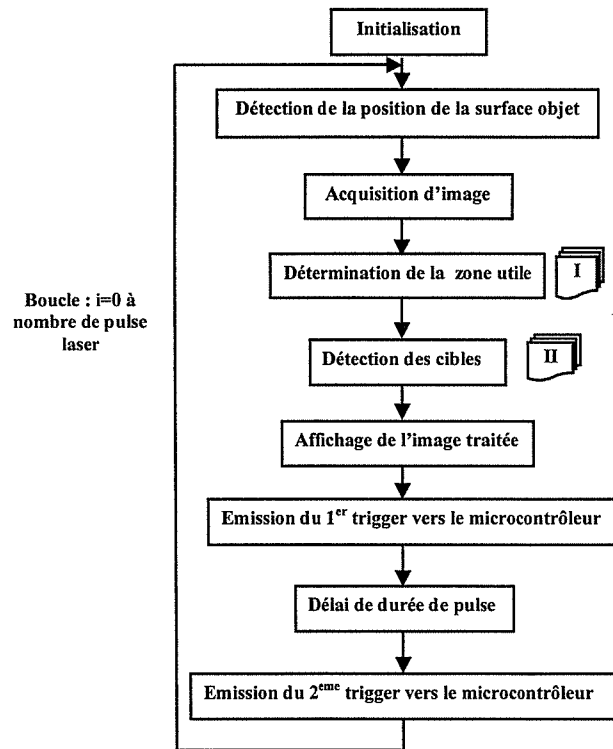 Initialisation
Détection de la position de la surface objet
Acquisition d'image
Détermination de la zone utile
I
Boucle : i=0 à
nombre de pulse
laser
Détection des cibles
II
Affichage de l'image traitée
Emission du 1er trigger vers le microcontrôleur
Délai de durée de pulse
Emission du 2eme trigger vers le microcontrôleur